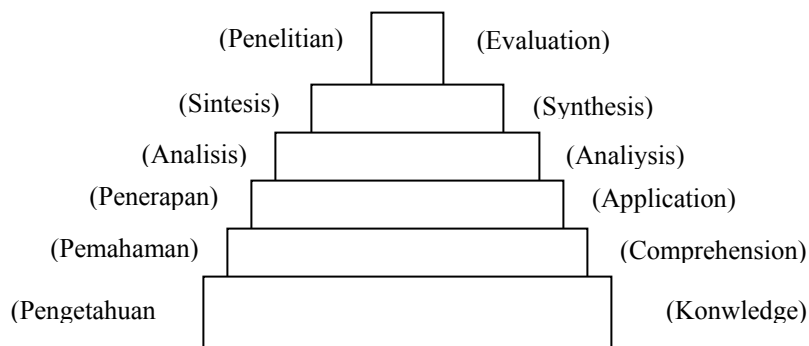 (Penelitian) (Evaluation)
(Sintesis) (Synthesis)
(Analisis) (Analiysis)
(Penerapan) (Application)
(Pemahaman) (Comprehension)
(Pengetahuan (Konwledge)